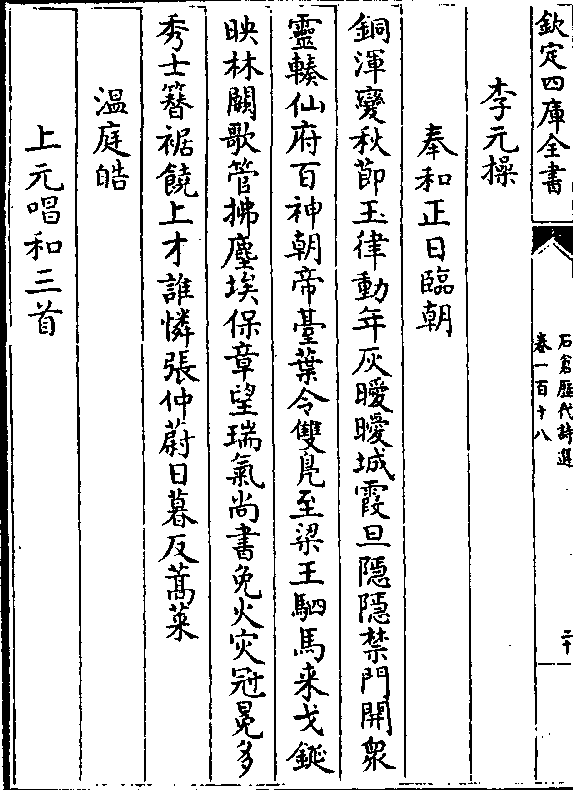 欽定四庫全書
石倉歷代詩選
卷一百十八
二十
李元操
奉和正日臨朝
銅渾變秋節玉律動年灰曖曖城霞旦隱隱禁門開衆
靈輳仙府百神朝帝臺葉令雙鳧至梁王駟馬来戈鋋
映林闕歌管拂塵埃保章望瑞氣尚書免火灾冠冕多
秀士簪裾饒上才誰憐張仲蔚日暮反蒿萊
温庭皓
上元唱和三首